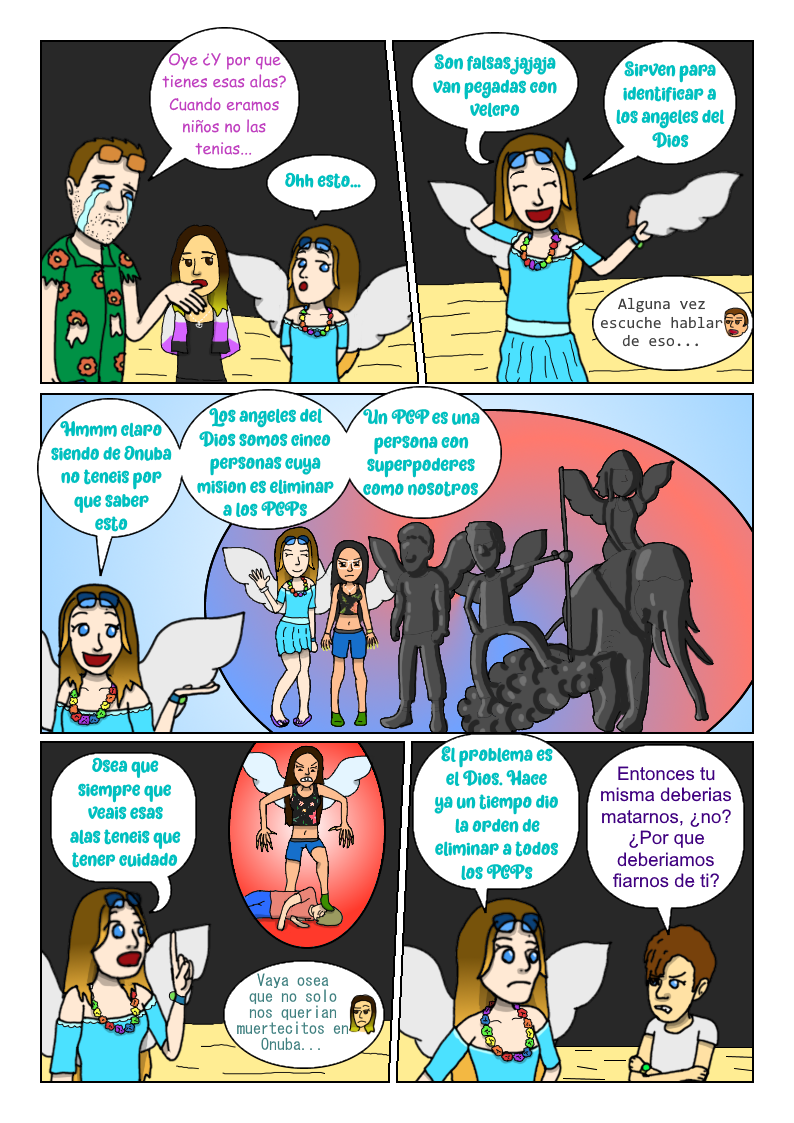 Oye ¿Y por que
tienes esas alas?
Cuando eramos
niños no las
tenias...
Ohh esto...
Son falsas jajaja
van pegadas con
velcro
Sirven para
identificar a
los angeles del
Dios
Alguna vez
escuche hablar
de eso...
Hmmm claro
siendo de Onuba
no teneis por
que saber
esto
Los angeles del
Dios somos cinco
personas cuya
mision es eliminar
a los PCPs
Un PCP es una
persona con
superpoderes
como nosotros
Osea que
siempre que
veais esas
alas teneis que
tener cuidado
Vaya osea
que no solo
nos querian
muertecitos en
Onuba...
El problema es
el Dios. Hace
ya un tiempo dio
la orden de
eliminar a todos
los PCPs
Entonces tu
misma deberias
matarnos, ¿no?
¿Por que
deberiamos
fiarnos de ti?